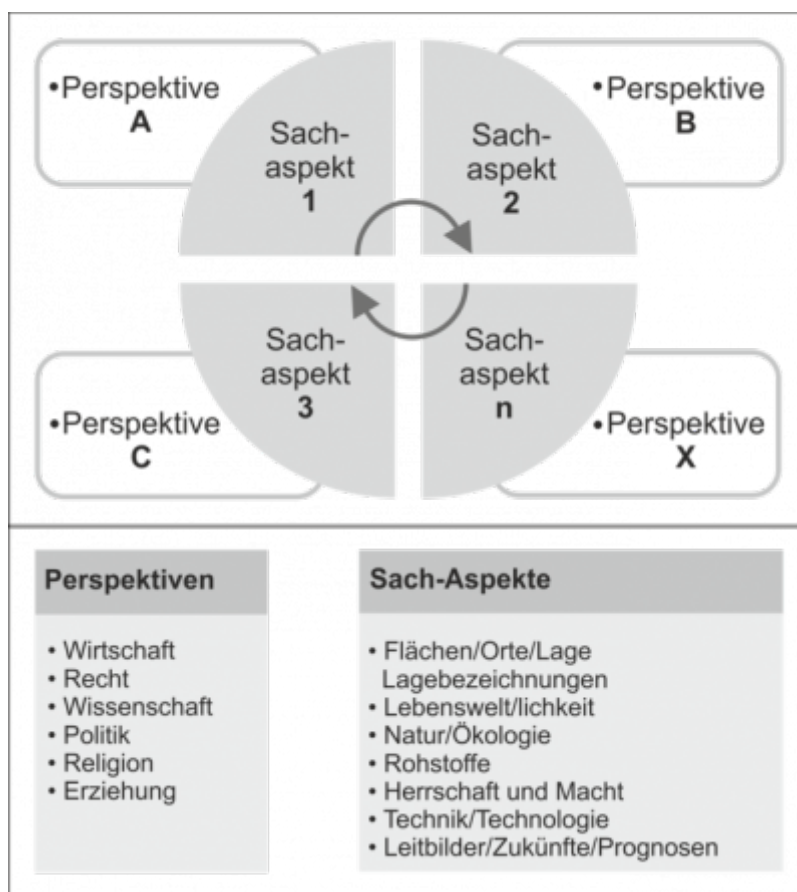 •Perspektive
A
Sach-
aspekt
1
Sach-
aspekt
2
•Perspektive
B
•Perspektive
C
Sach-
aspekt
3
Sach-
aspekt
n
•Perspektive
X
Perspektiven
• Wirtschaft
• Recht
• Wissenschaft
• Politik
• Religion
• Erziehung
Sach-Aspekte
• Flächen/Orte/Lage
Lagebezeichnungen
• Lebenswelt/lichkeit
• Natur/Ökologie
• Rohstoffe
• Herrschaft und Macht
• Technik/Technologie
• Leitbilder/Zukünfte/Prognosen